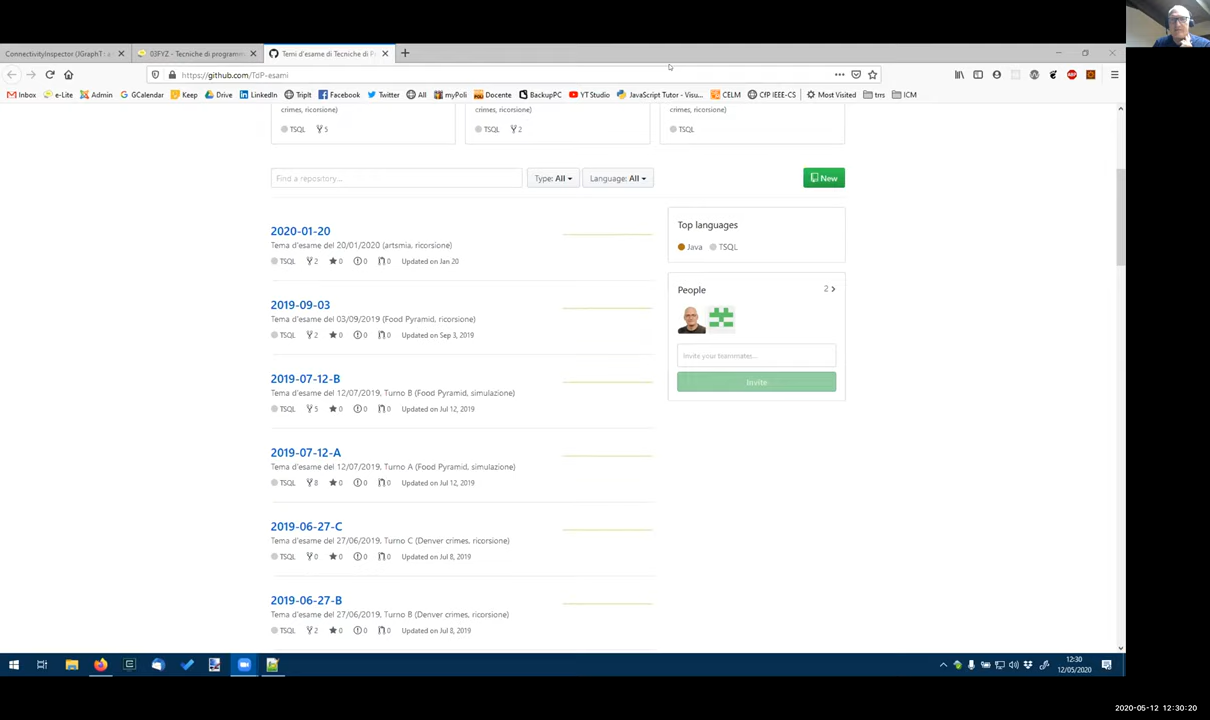 ConnectivityInspector (JGraphT : a
03FYZ - Tecniche di programm
Temi d'esame di Tecniche di Pr
https://github.com/TdP-esami
Inbox e-Lite Admin GCalendar Keep Drive LinkedIn TripIt Facebook Twitter All myPoli Docente BackupPC YT Studio JavaScript Tutor - Visu... CELM CfP IEEE-CS Most Visited trrs ICM
crimes, ricorsione) crimes, ricorsione) crimes, ricorsione)
TSQL 5 TSQL 2 TSQL
Find a repository... Type: All Language: All New
2020-01-20
Tema d'esame del 20/01/2020 (artsmia, ricorsione)
TSQL 2 0 0 0 Updated on Jan 20
2019-09-03
Tema d'esame del 03/09/2019 (Food Pyramid, ricorsione)
TSQL 2 0 0 0 Updated on Sep 3, 2019
2019-07-12-B
Tema d'esame del 12/07/2019, Turno B (Food Pyramid, simulazione)
TSQL 5 0 0 0 Updated on Jul 12, 2019
2019-07-12-A
Tema d'esame del 12/07/2019, Turno A (Food Pyramid, simulazione)
TSQL 8 0 0 0 Updated on Jul 12, 2019
2019-06-27-C
Tema d'esame del 27/06/2019, Turno C (Denver crimes, ricorsione)
TSQL 0 0 0 0 Updated on Jul 8, 2019
2019-06-27-B
Tema d'esame del 27/06/2019, Turno B (Denver crimes, ricorsione)
TSQL 2 0 0 0 Updated on Jul 8, 2019
Top languages
Java TSQL
People 2
Invite your teammates...
Invite
12:30
12/05/2020
2020-05-12 12:30:20